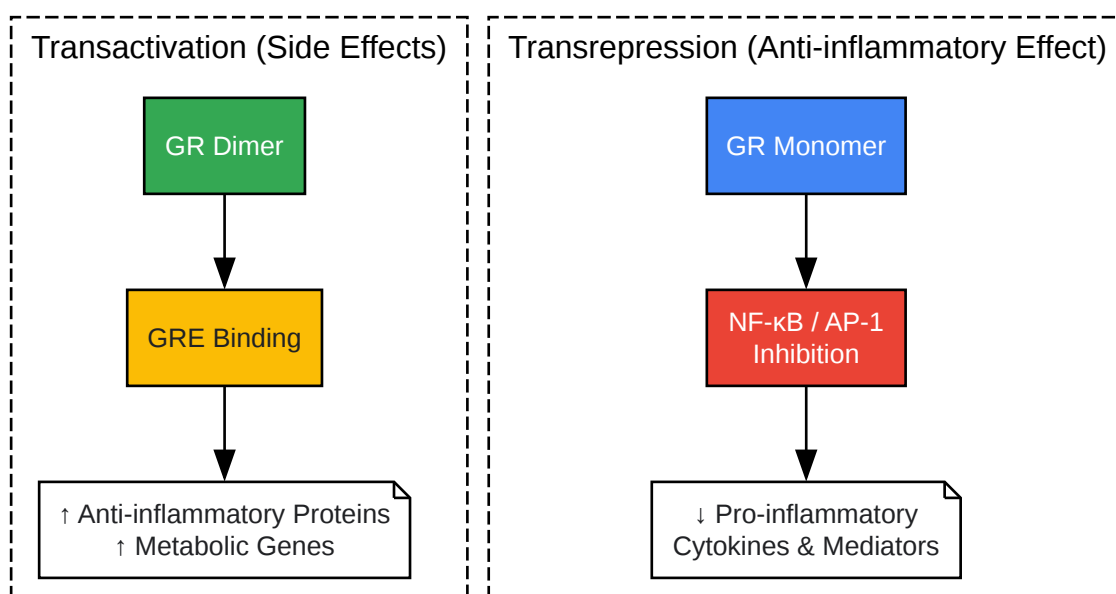 Transactivation (Side Effects)
GR Dimer
GRE Binding
↑ Anti-inflammatory Proteins
↑ Metabolic Genes
Transrepression (Anti-inflammatory Effect)
GR Monomer
NF-κB / AP-1
Inhibition
↓ Pro-inflammatory
Cytokines & Mediators